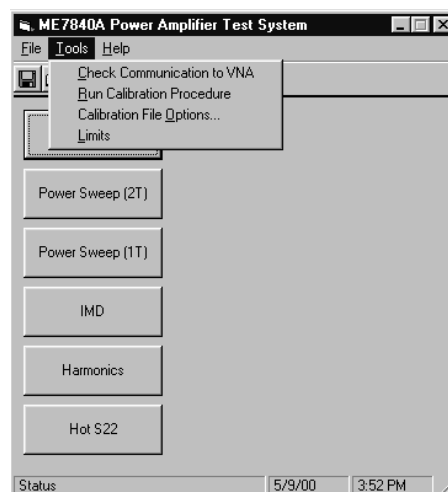 ME7840A Power Amplifier Test System
File Tools Help
Check Communication to VNA
Run Calibration Procedure
Calibration File Options...
Limits
Power Sweep (2T)
Power Sweep (1T)
IMD
Harmonics
Hot S22
Status 5/9/00 3:52 PM